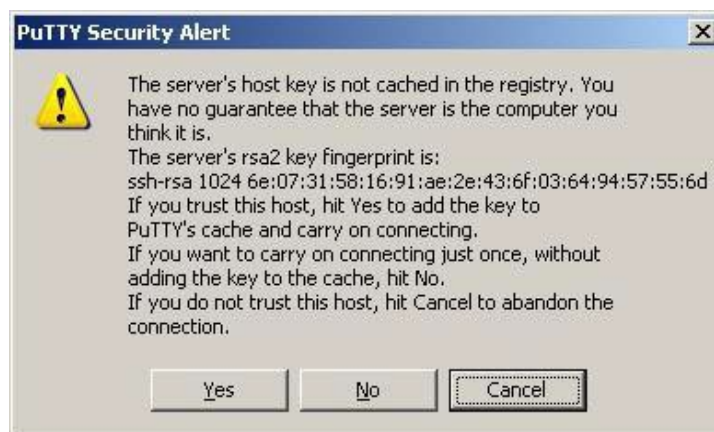 PuTTY Security Alert
The server's host key is not cached in the registry. You
have no guarantee that the server is the computer you
think it is.
The server's rsa2 key fingerprint is:
ssh-rsa 1024 6e:07:31:58:16:91:ae:2e:43:6f:03:64:94:57:55:6d
If you trust this host, hit Yes to add the key to
PuTTY's cache and carry on connecting.
If you want to carry on connecting just once, without
adding the key to the cache, hit No.
If you do not trust this host, hit Cancel to abandon the
connection.
Yes No Cancel